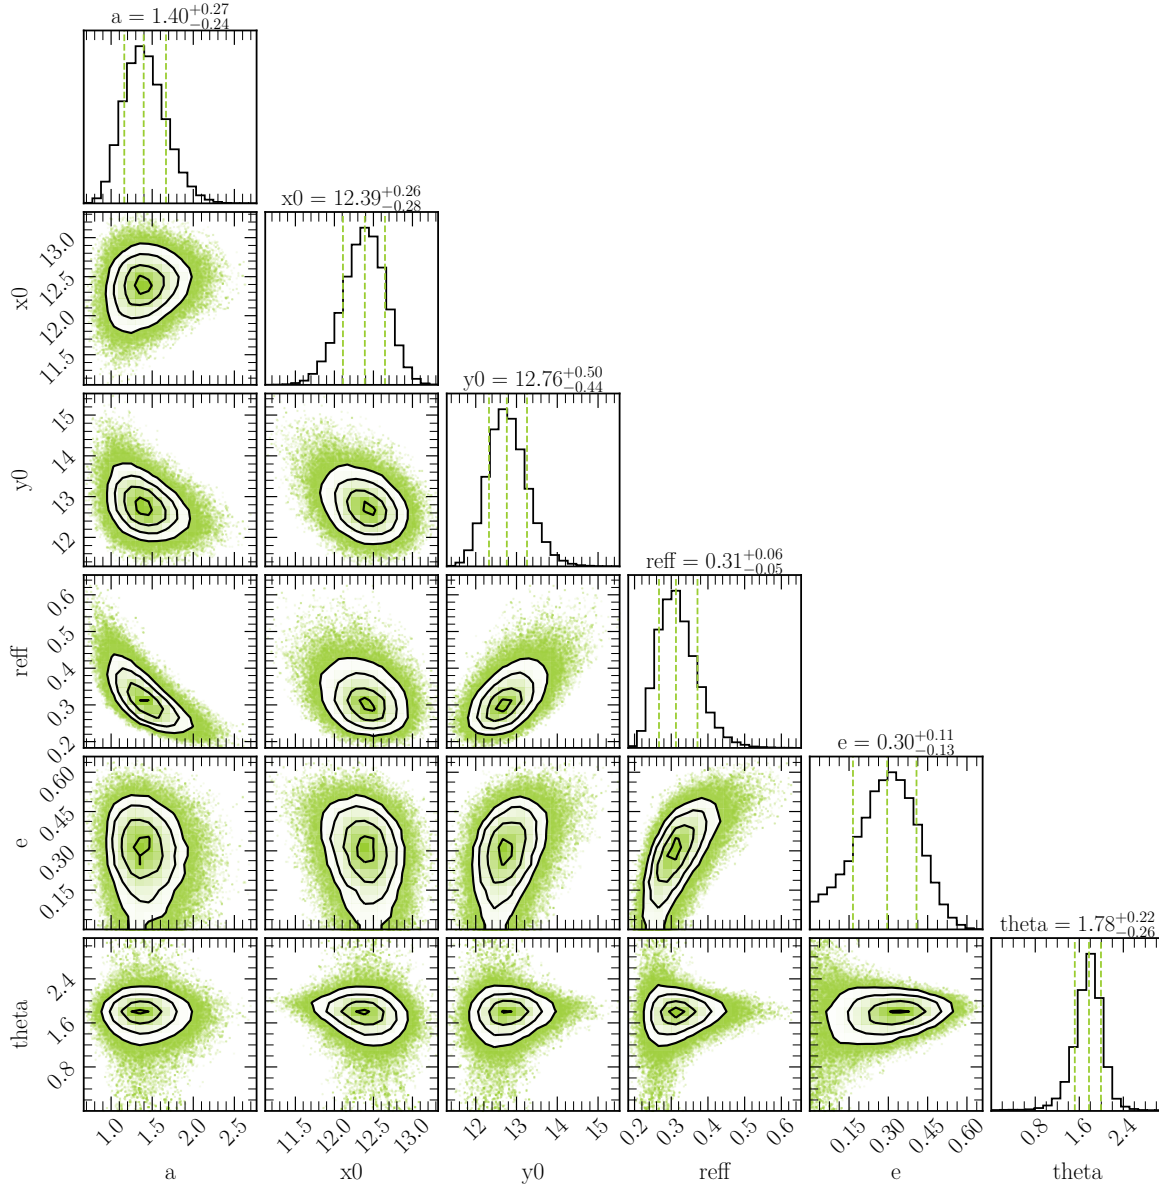 a = 1.40+0.27−0.24
x0 = 12.39+0.26−0.28
13.0
12.5
12.0
11.5
x0
y0 = 12.76+0.50−0.44
15
14
13
12
y0
reff = 0.31+0.06−0.05
0.6
0.5
0.4
0.3
0.2
reff
e = 0.30+0.11−0.13
0.60
0.45
0.30
0.15
e
theta = 1.78+0.22−0.26
2.4
1.6
0.8
theta
1.0 1.5 2.0 2.5
11.5 12.0 12.5 13.0
12 13 14 15
0.2 0.3 0.4 0.5 0.6
0.15 0.30 0.45 0.60
0.8 1.6 2.4
a x0 y0 reff e theta